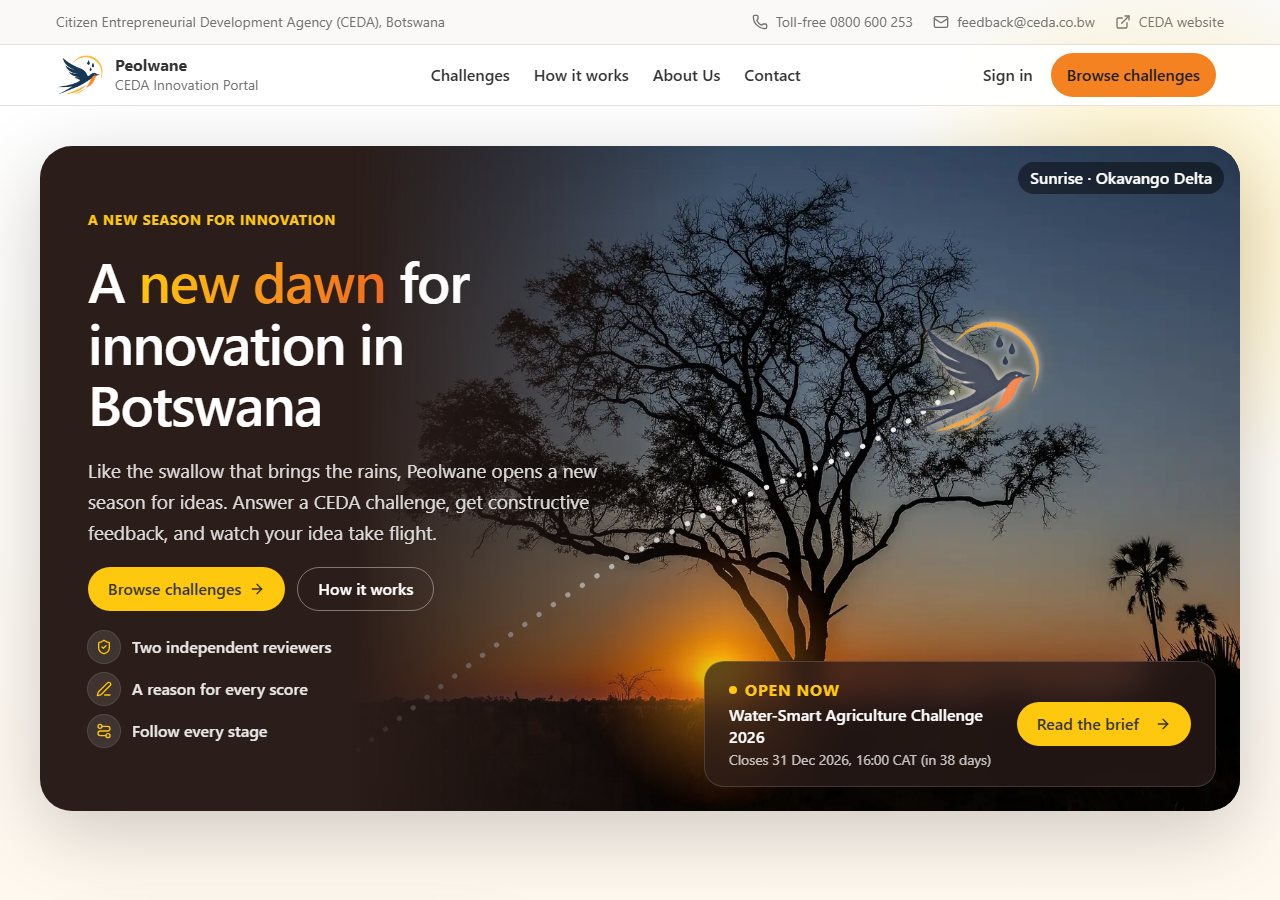 Citizen Entrepreneurial Development Agency (CEDA), Botswana
Toll-free 0800 600 253
feedback@ceda.co.bw
CEDA website
Peolwane
CEDA Innovation Portal
Challenges
How it works
About Us
Contact
Sign in
Browse challenges
Sunrise · Okavango Delta
A NEW SEASON FOR INNOVATION
A new dawn for
innovation in
Botswana
Like the swallow that brings the rains, Peolwane opens a new
season for ideas. Answer a CEDA challenge, get constructive
feedback, and watch your idea take flight.
Browse challenges
How it works
Two independent reviewers
A reason for every score
Follow every stage
OPEN NOW
Water-Smart Agriculture Challenge
2026
Closes 31 Dec 2026, 16:00 CAT (in 38 days)
Read the brief